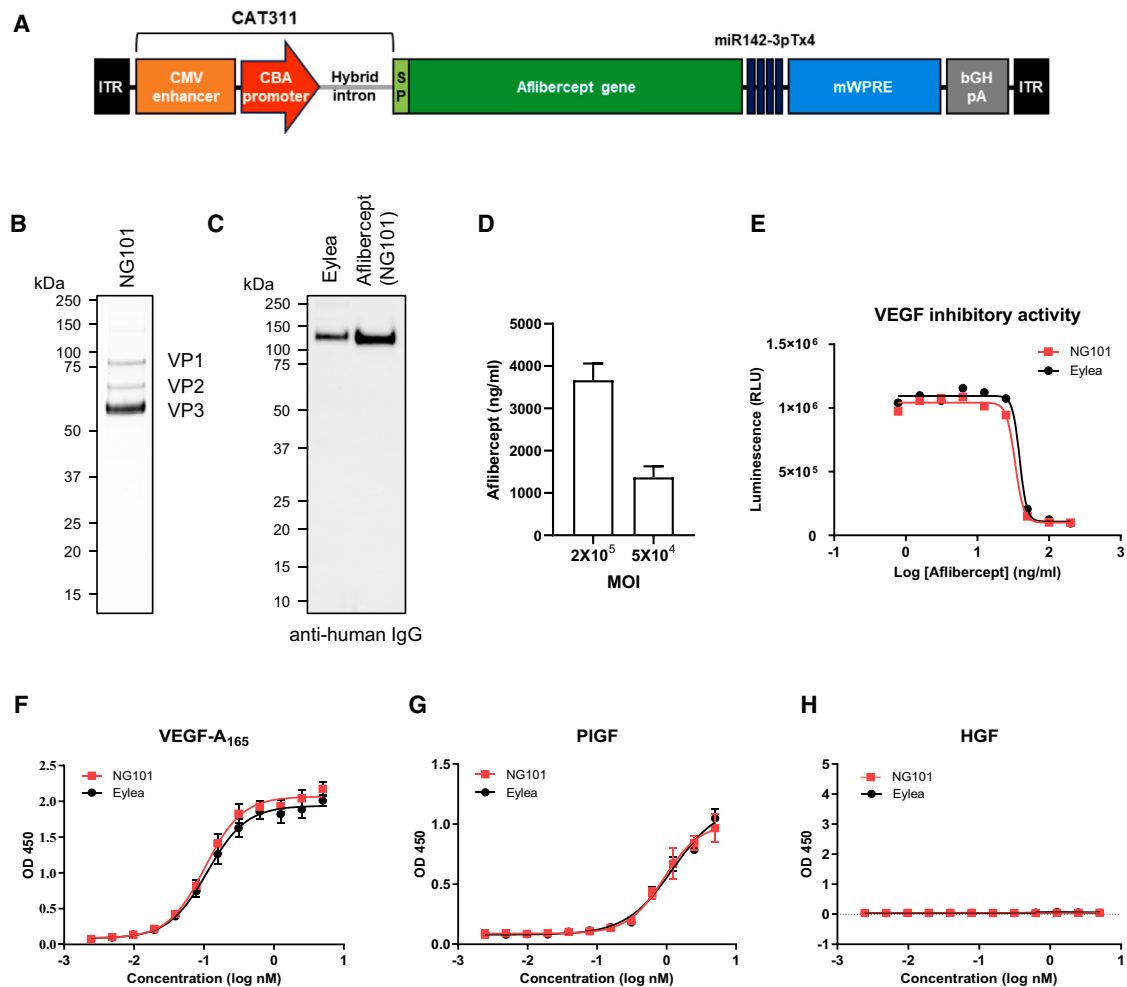 A
CAT311
miR142-3pTx4
ITR
CMV
enhancer
CBA
promoter
Hybrid
intron
S
P
Aflibercept gene
mWPRE
bGH
pA
ITR
B
NG101
kDa
250
150
100
75
50
37
25
20
15
VP1
VP2
VP3
C
Eylea
Aflibercept
(NG101)
kDa
250
150
100
75
50
37
25
20
15
10
anti-human IgG
D
Aflibercept (ng/ml)
5000
4000
3000
2000
1000
0
2X10⁵
5X10⁴
MOI
E
VEGF inhibitory activity
NG101
Eylea
Luminescence (RLU)
1.5×10⁶
1×10⁶
5×10⁵
0
-1
0
1
2
3
Log [Aflibercept] (ng/ml)
F
VEGF-A₁₆₅
NG101
Eylea
OD 450
2.5
2.0
1.5
1.0
0.5
0.0
-3
-2
-1
0
1
Concentration (log nM)
G
PlGF
NG101
Eylea
OD 450
1.5
1.0
0.5
0.0
-3
-2
-1
0
1
Concentration (log nM)
H
HGF
NG101
Eylea
OD 450
5
4
3
2
1
0
-1
-3
-2
-1
0
1
Concentration (log nM)